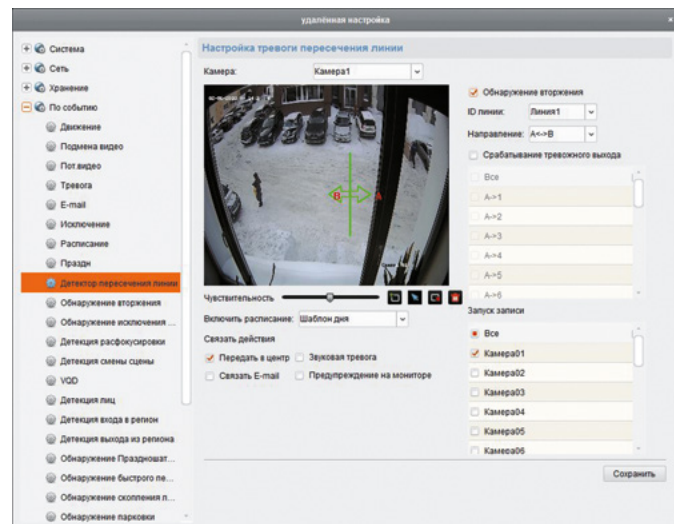 удалённая настройка
Система
Сеть
Хранение
По событию
Движение
Подмена видео
Пот.видео
Тревога
E-mail
Исключение
Расписание
Праздн
Детектор пересечения линии
Обнаружение вторжения
Обнаружение исключения ...
Детекция расфокусировки
Детекция смены сцены
VQD
Детекция лиц
Детекция входа в регион
Детекция выхода из региона
Обнаружение Праздношат...
Обнаружение быстрого пе...
Обнаружение скопления л...
Обнаружение парковки
Настройка тревоги пересечения линии
Камера: Камера1
B A
Чувствительность
Включить расписание: Шаблон дня
Связать действия
Передать в центр Звуковая тревога
Связать E-mail Предупреждение на мониторе
Обнаружение вторжения
ID линии: Линия1
Направление: A<->B
Срабатывание тревожного выхода
Все
A->1
A->2
A->3
A->4
A->5
A->6
Запуск записи
Все
Камера01
Камера02
Камера03
Камера04
Камера05
Камера06
Сохранить